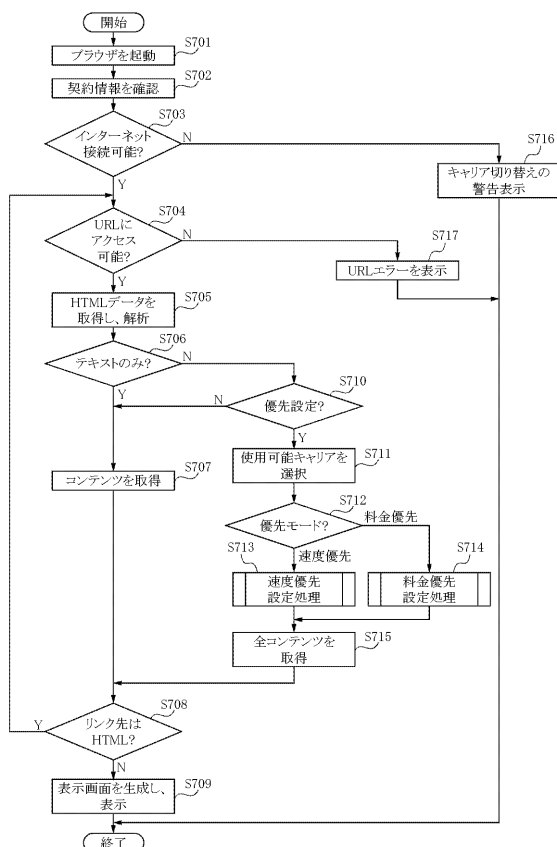 開始
S701
ブラウザを起動
S702
契約情報を確認
S703
インターネット
接続可能?
N
Y
S716
キャリア切り替えの
警告表示
S704
URLに
アクセス
可能?
N
Y
S717
URLエラーを表示
S705
HTMLデータを
取得し、解析
S706
テキストのみ?
N
Y
S710
優先設定?
N
Y
S707
コンテンツを取得
S711
使用可能キャリアを
選択
S712
優先モード?
料金優先
速度優先
S713
速度優先
設定処理
S714
料金優先
設定処理
S715
全コンテンツを
取得
S708
リンク先は
HTML?
Y
N
S709
表示画面を生成し、
表示
終了